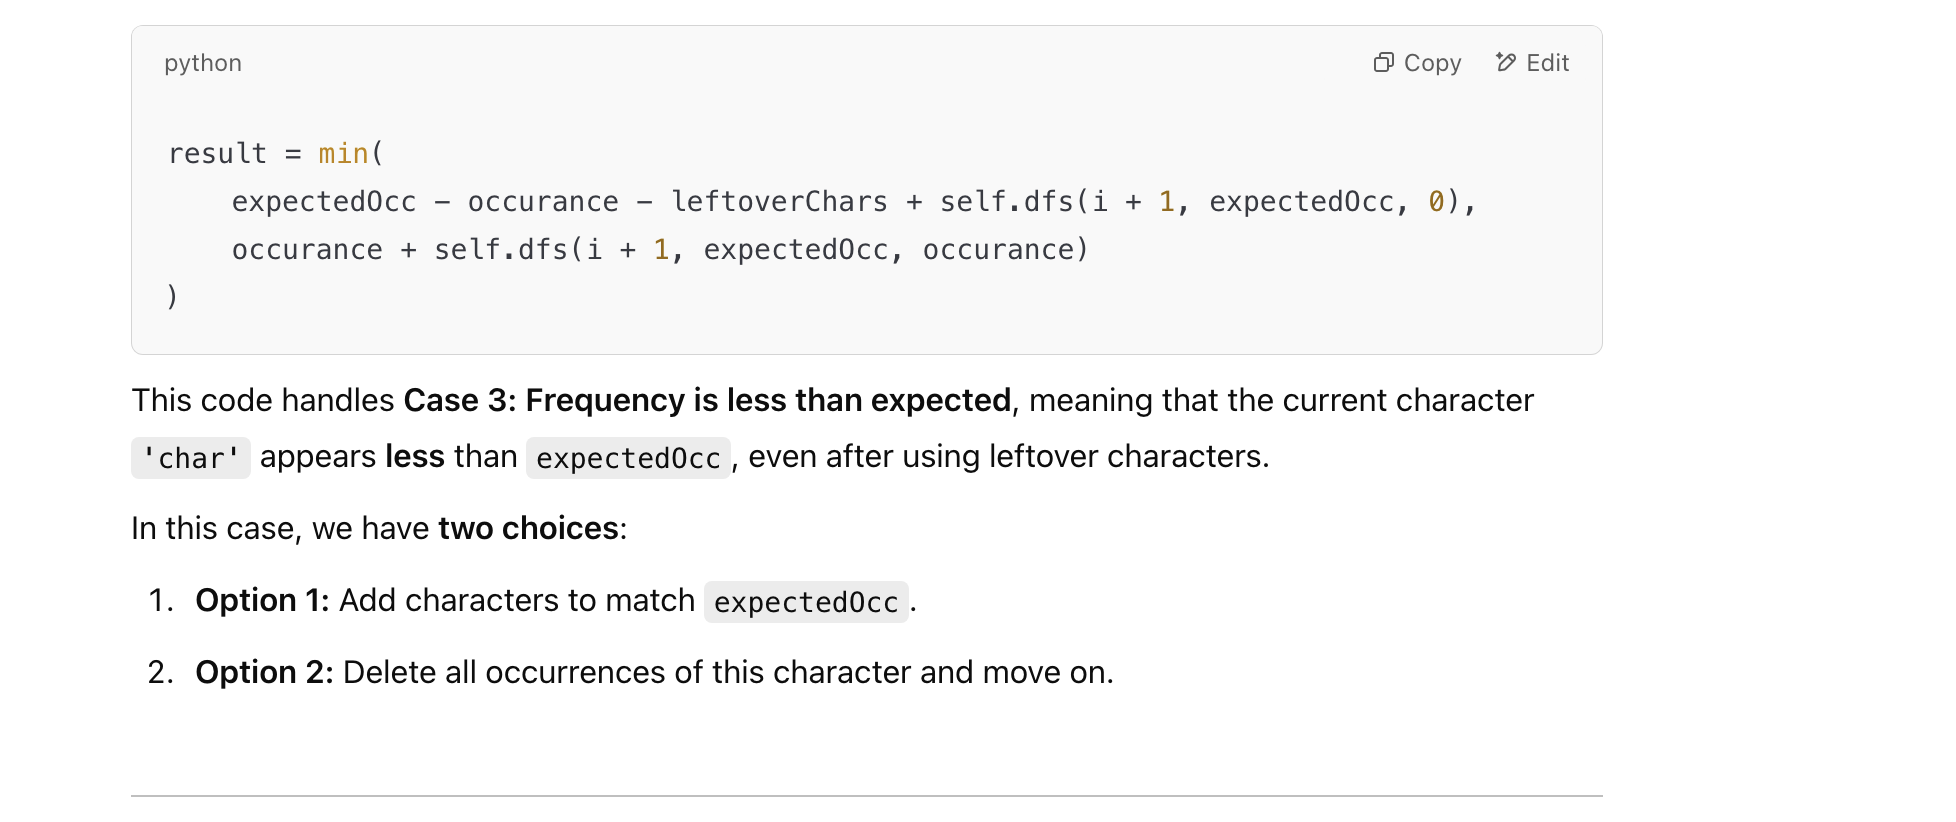 python
Copy
Edit
result = min(
    expectedOcc - occurance - leftoverChars + self.dfs(i + 1, expectedOcc, 0),
    occurance + self.dfs(i + 1, expectedOcc, occurance)
)
This code handles Case 3: Frequency is less than expected, meaning that the current character
'char' appears less than expectedOcc, even after using leftover characters.
In this case, we have two choices:
1. Option 1: Add characters to match expectedOcc.
2. Option 2: Delete all occurrences of this character and move on.